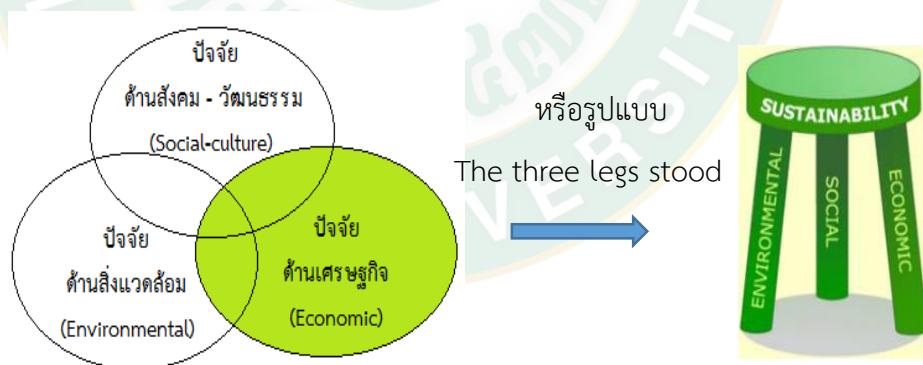 ปัจจัย
ด้านสังคม - วัฒนธรรม
(Social-culture)
ปัจจัย
ด้านสิ่งแวดล้อม
(Environmental)
ปัจจัย
ด้านเศรษฐกิจ
(Economic)
หรือรูปแบบ
The three legs stood
SUSTAINABILITY
ENVIRONMENTAL
SOCIAL
ECONOMIC
VERSIT